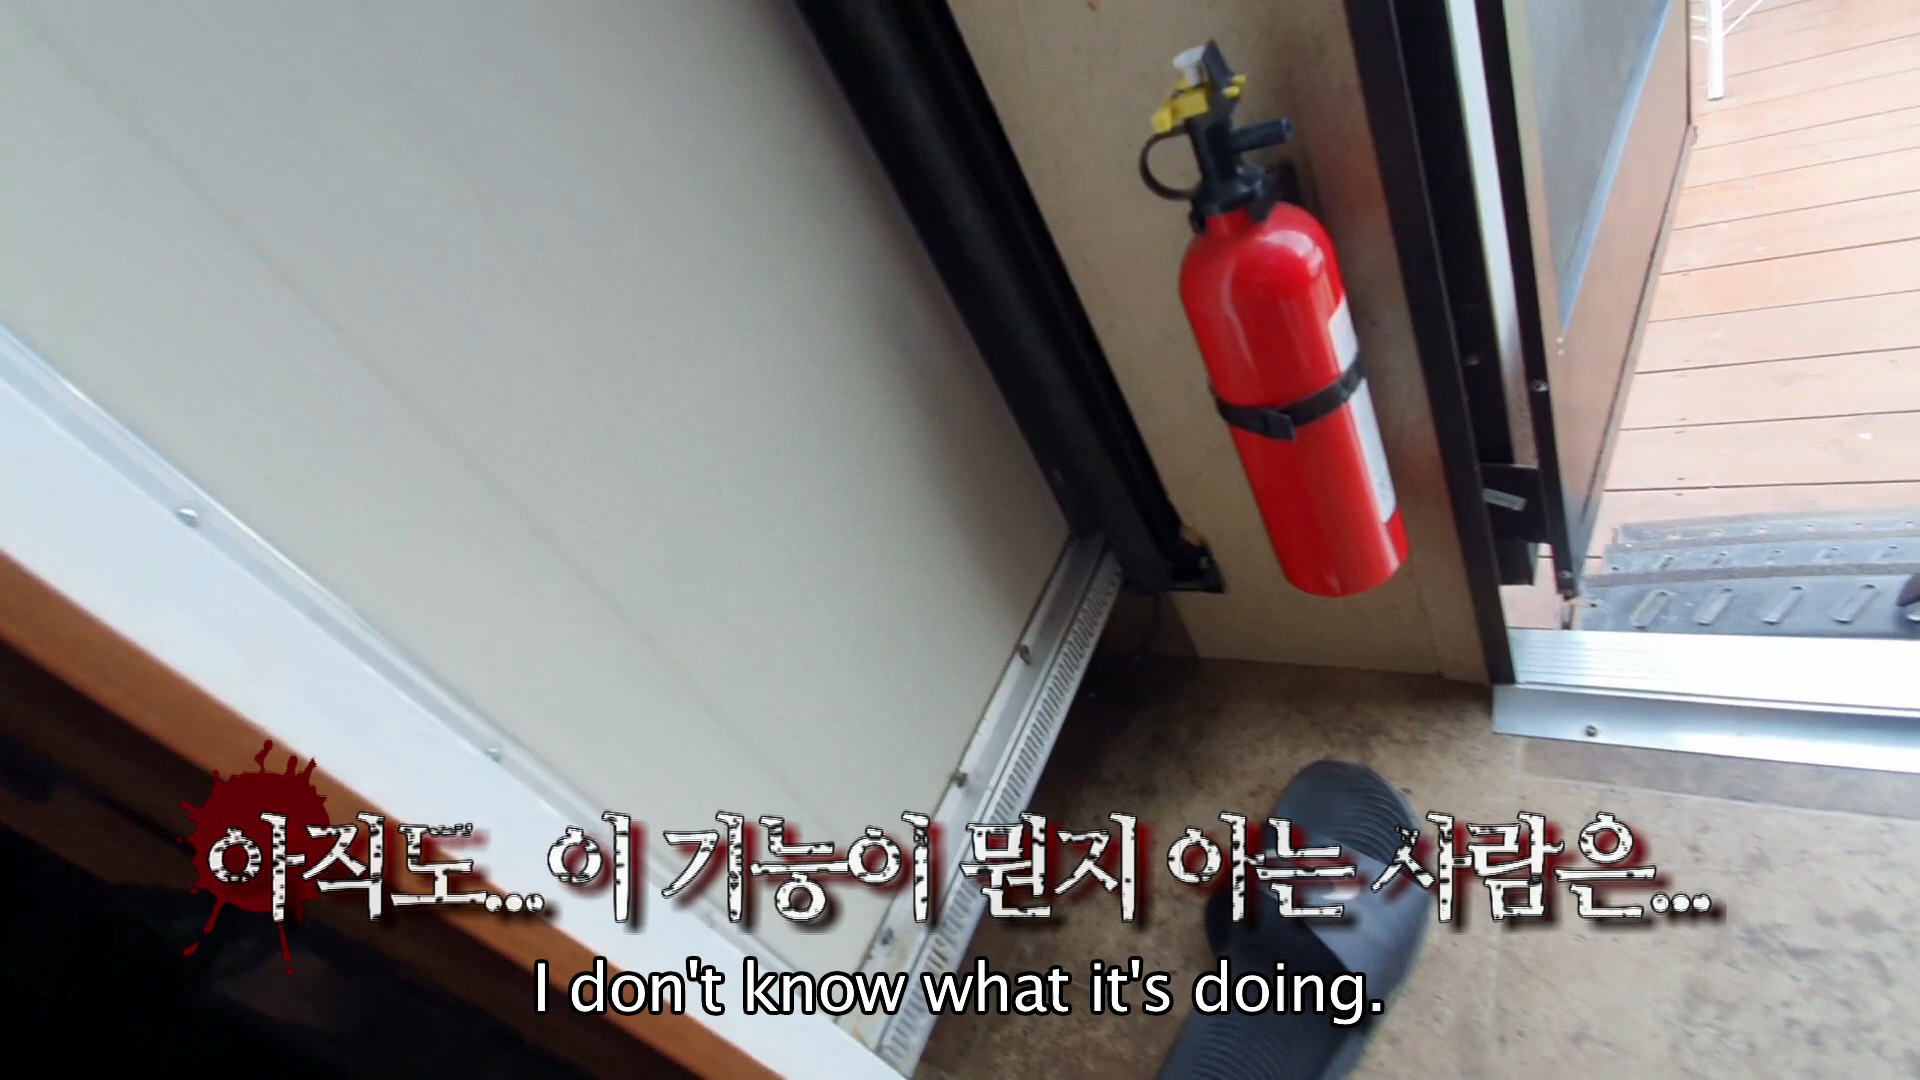 아직도...이 기능이 뭔지 아는 사람은...
I don't know what it's doing.